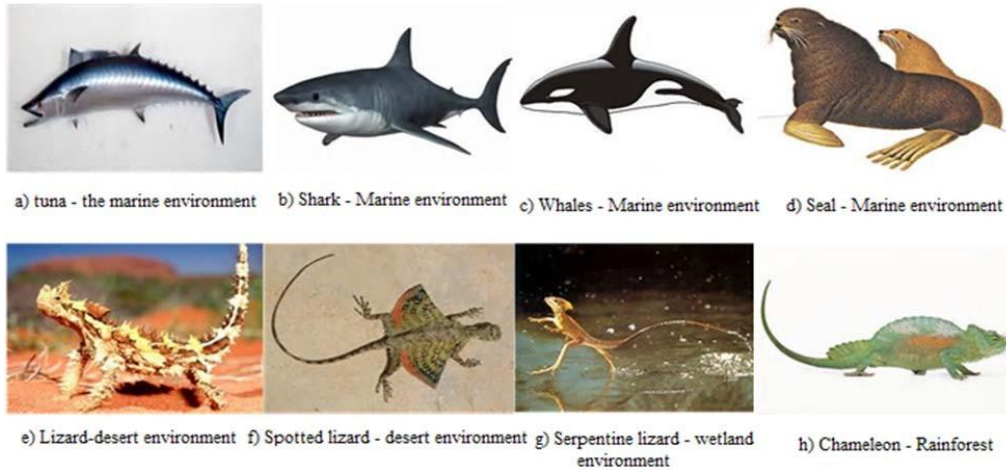 a) tuna - the marine environment
b) Shark - Marine environment
c) Whales - Marine environment
d) Seal - Marine environment
e) Lizard-desert environment
f) Spotted lizard - desert environment
g) Serpentine lizard - wetland
environment
h) Chameleon - Rainforest